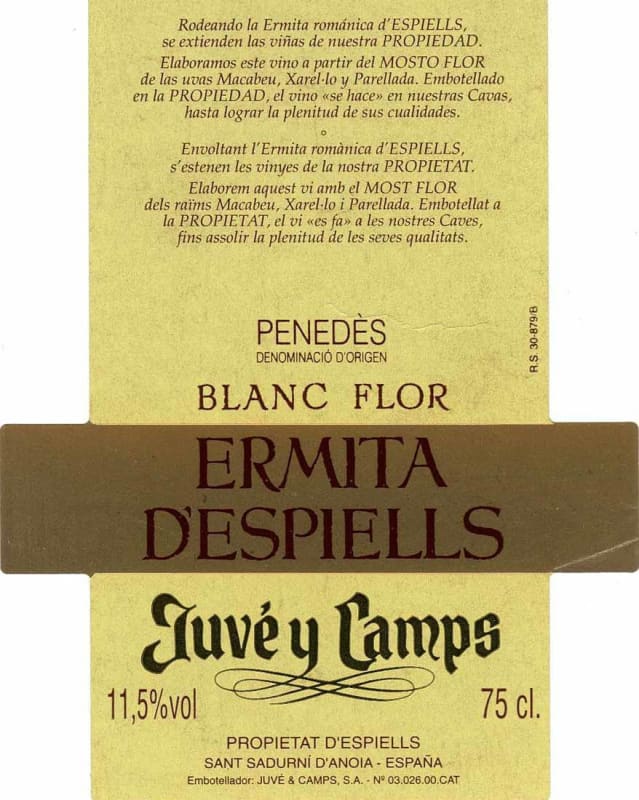 Rodeando la Ermita románica d'ESPIELLS,
se extienden las viñas de nuestra PROPIEDAD.
Elaboramos este vino a partir del MOSTO FLOR
de las uvas Macabeu, Xarel·lo y Parellada. Embotellado
en la PROPIEDAD, el vino «se hace» en nuestras Cavas,
hasta lograr la plenitud de sus cualidades.
Envoltant l'Ermita romànica d'ESPIELLS,
s'estenen les vinyes de la nostra PROPIETAT.
Elaborem aquest vi amb el MOST FLOR
dels raïms Macabeu, Xarel·lo i Parellada. Embotellat a
la PROPIETAT, el vi «es fa» a les nostres Caves,
fins assolir la plenitud de les seves qualitats.
PENEDÈS
DENOMINACIÓ D'ORIGEN
R.S. 30-879/B
BLANC FLOR
ERMITA
D'ESPIELLS
Juvé y Camps
11,5%vol 75 cl.
PROPIETAT D'ESPIELLS
SANT SADURNÍ D'ANOIA - ESPAÑA
Embotellador: JUVÉ & CAMPS, S.A. - Nº 03.026.00.CAT